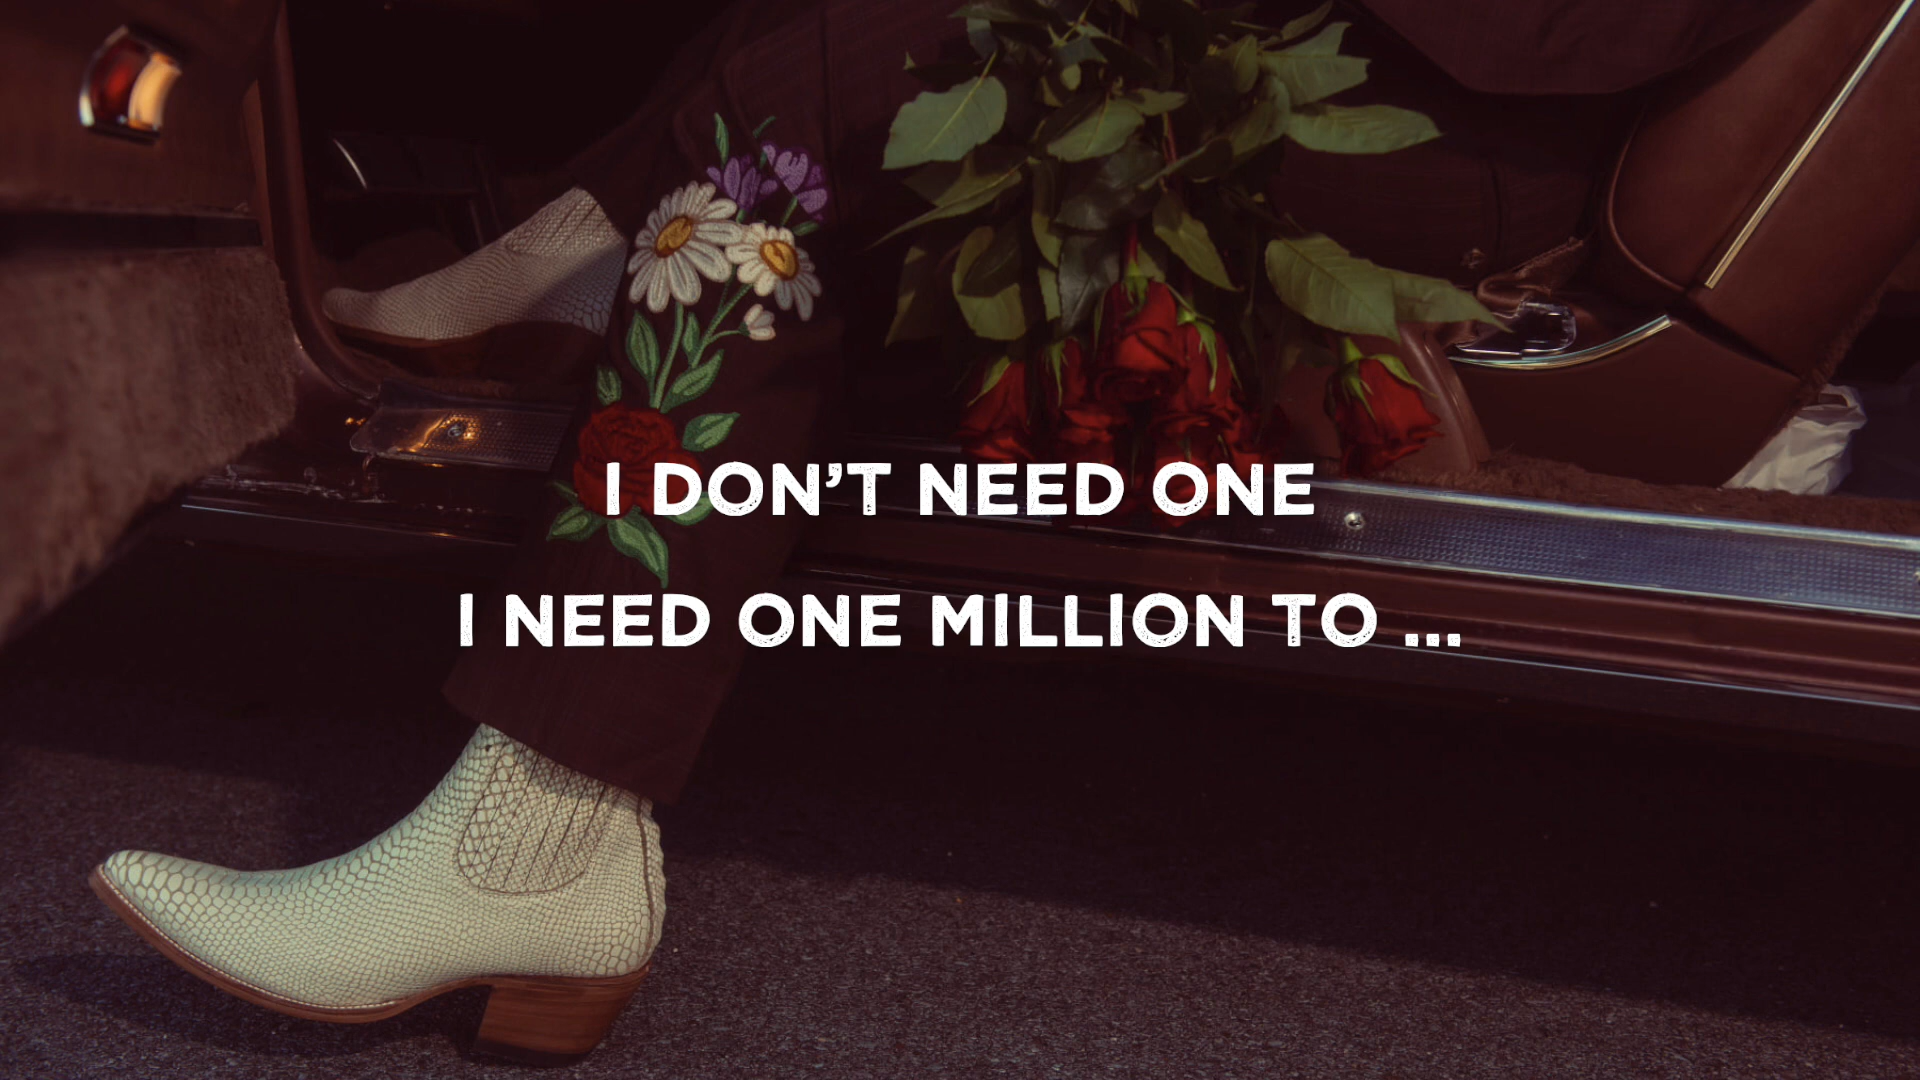 I DON’T NEED ONE
I NEED ONE MILLION TO ...